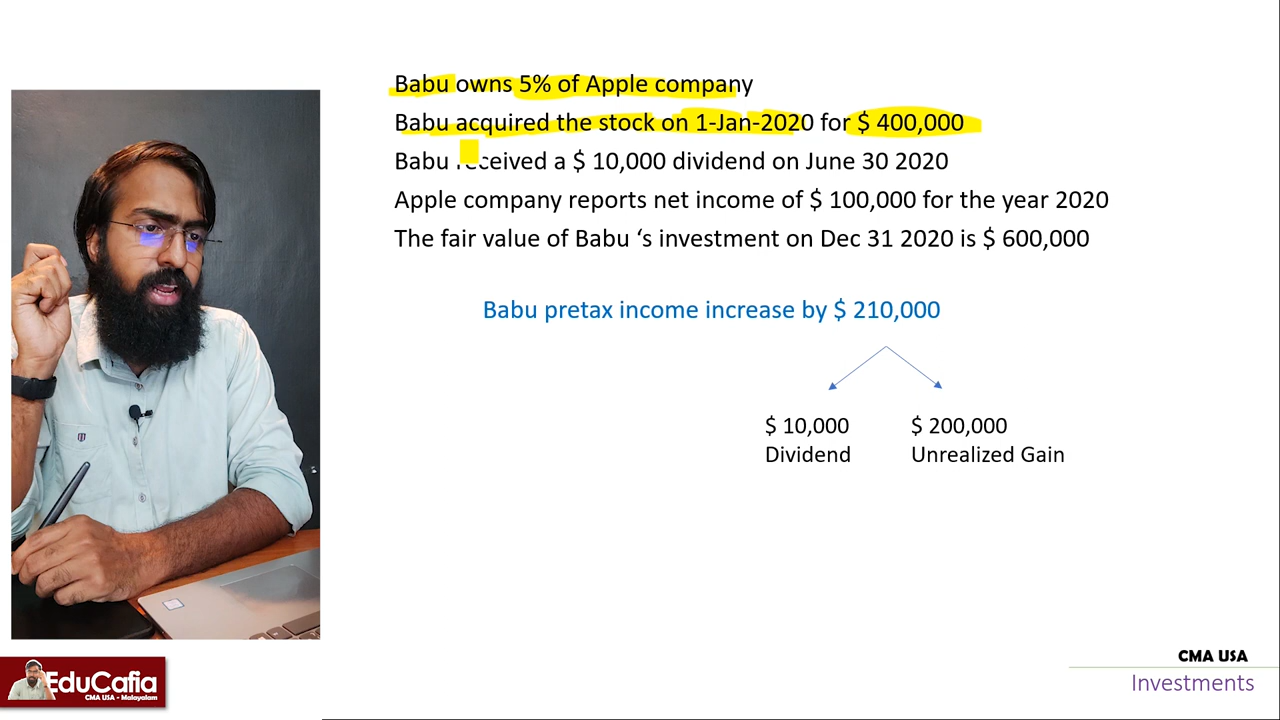 Babu owns 5% of Apple company
Babu acquired the stock on 1-Jan-2020 for $ 400,000
Babu received a $ 10,000 dividend on June 30 2020
Apple company reports net income of $ 100,000 for the year 2020
The fair value of Babu ‘s investment on Dec 31 2020 is $ 600,000
Babu pretax income increase by $ 210,000
$ 10,000
Dividend
$ 200,000
Unrealized Gain
EduCafia
CMA USA - Malayalam
CMA USA
Investments